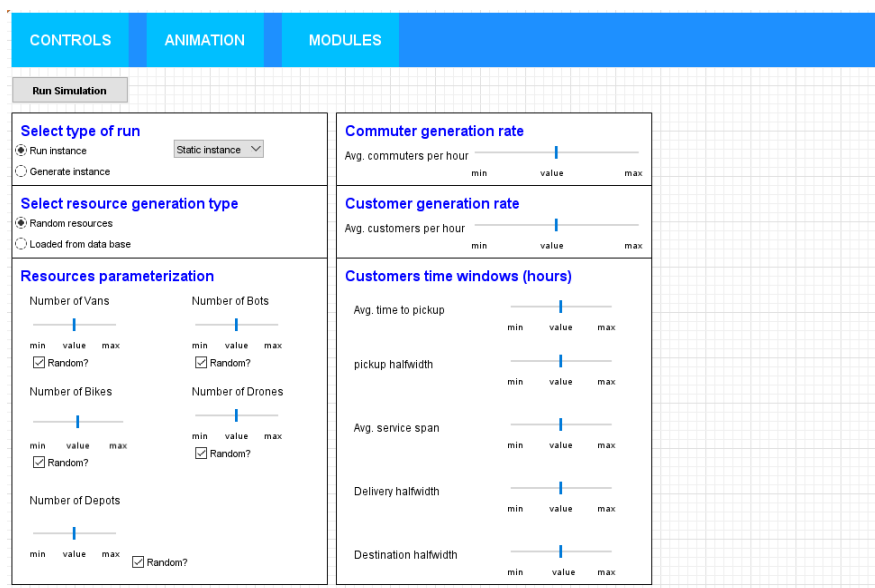 CONTROLS ANIMATION MODULES
Run Simulation
Select type of run
Run instance Static instance
Generate instance
Select resource generation type
Random resources
Loaded from data base
Resources parameterization
Number of Vans Number of Bots
min value max min value max
Random? Random?
Number of Bikes Number of Drones
min value max min value max
Random? Random?
Number of Depots
min value max
Random?
Commuter generation rate
Avg. commuters per hour
min value max
Customer generation rate
Avg. customers per hour
min value max
Customers time windows (hours)
Avg. time to pickup
min value max
pickup halfwidth
min value max
Avg. service span
min value max
Delivery halfwidth
min value max
Destination halfwidth
min value max